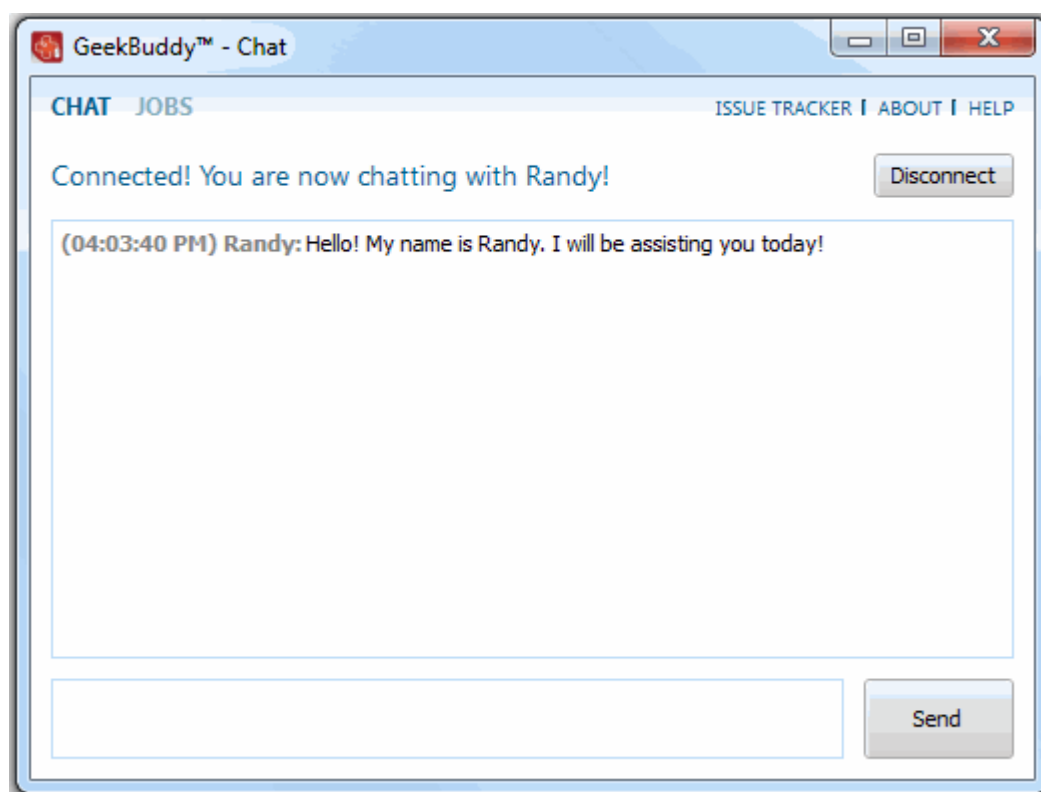 GeekBuddy™ - Chat
CHAT JOBS
ISSUE TRACKER | ABOUT | HELP
Connected! You are now chatting with Randy!
Disconnect
(04:03:40 PM) Randy: Hello! My name is Randy. I will be assisting you today!
Send